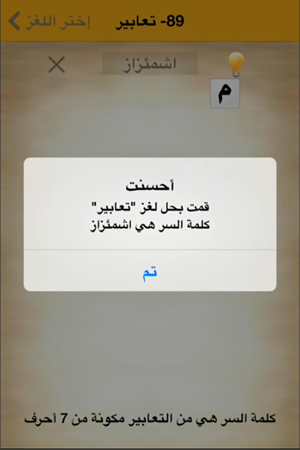 89- تعابير
إختر اللغز
اشمئزاز
م
أحسنت
قمت بحل لغز "تعابير"
كلمة السر هي اشمئزاز
تم
كلمة السر هي من التعابير مكونة من 7 أحرف